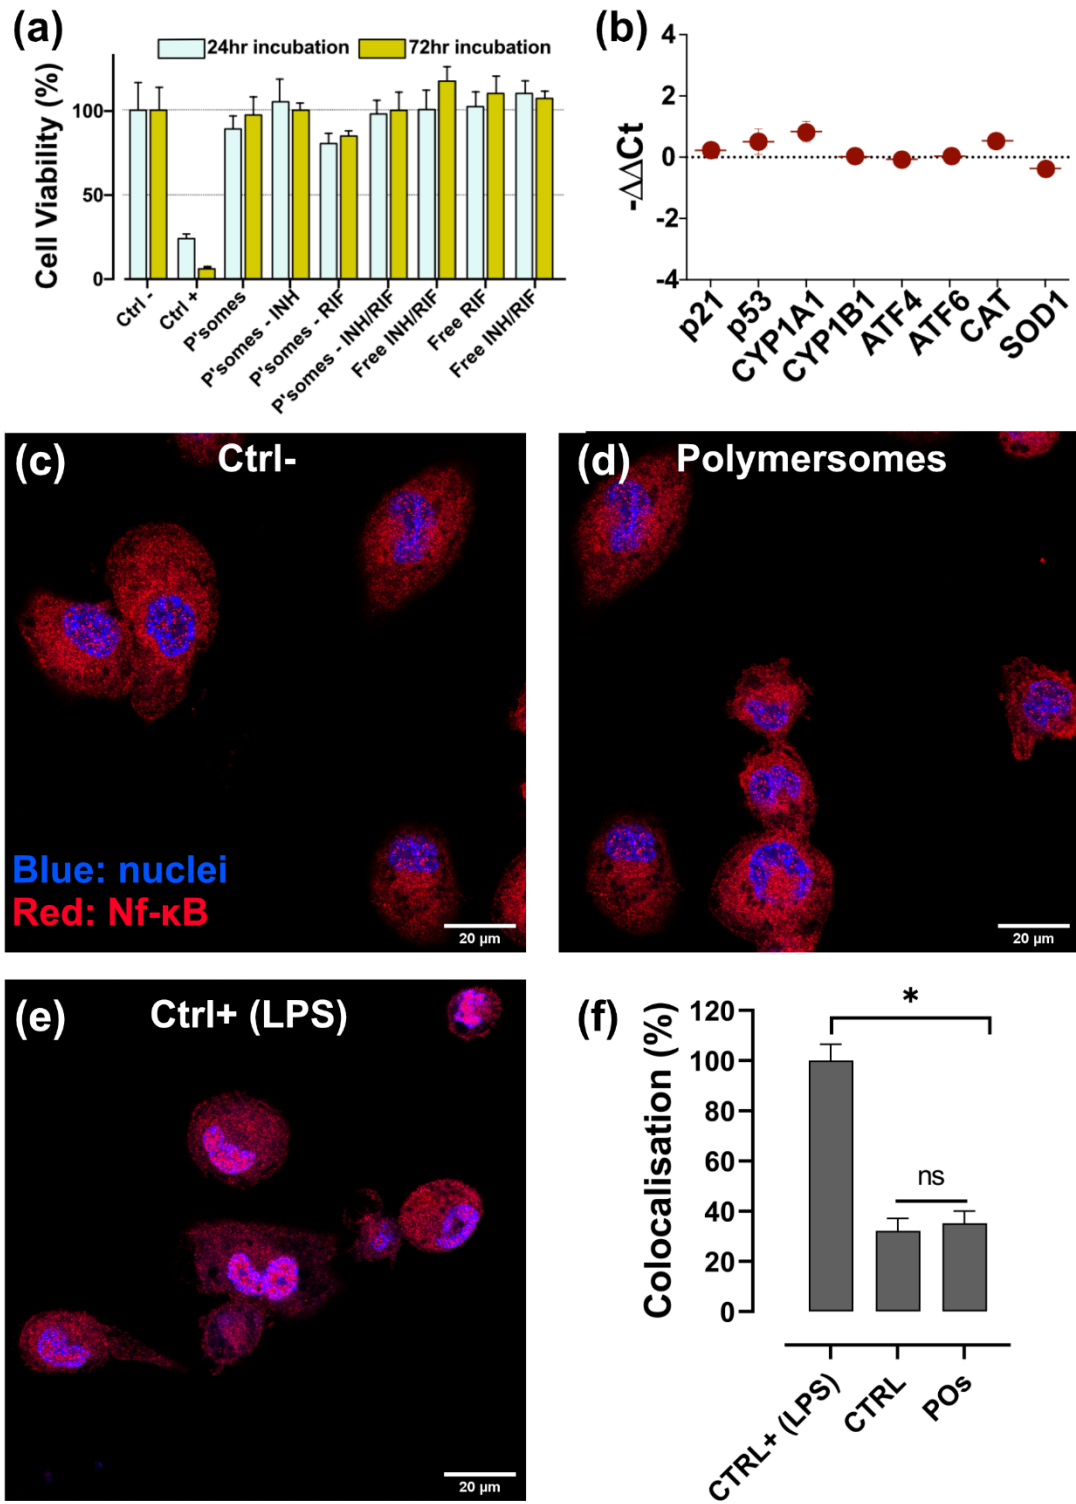 (a)
24hr incubation
72hr incubation
Cell Viability (%)
100
50
0
Ctrl -
Ctrl +
P'somes
P'somes - INH
P'somes - RIF
P'somes - INH/RIF
Free INH/RIF
Free RIF
Free INH/RIF
(b)
-ΔΔCt
4
2
0
-2
-4
p21
p53
CYP1A1
CYP1B1
ATF4
ATF6
CAT
SOD1
(c)
Ctrl-
Blue: nuclei
Red: Nf-κB
20 µm
(d)
Polymersomes
20 µm
(e)
Ctrl+ (LPS)
20 µm
(f)
Colocalisation (%)
120
100
80
60
40
20
0
*
ns
CTRL+ (LPS)
CTRL
POs